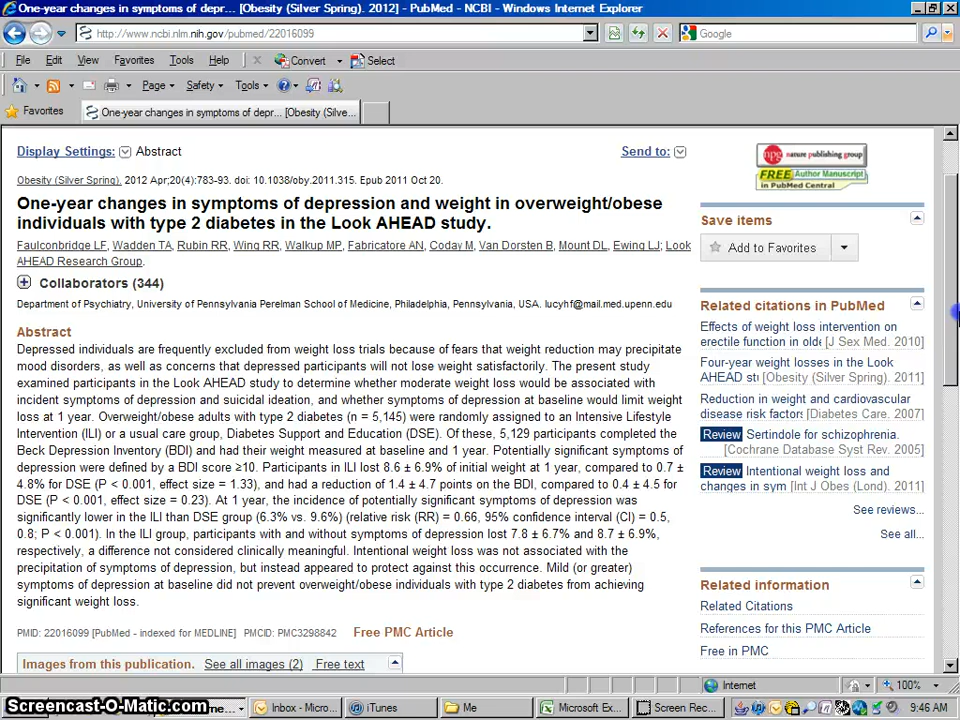 One-year changes in symptoms of depr... [Obesity (Silver Spring). 2012] - PubMed - NCBI - Windows Internet Explorer
http://www.ncbi.nlm.nih.gov/pubmed/22016099
Google
File Edit View Favorites Tools Help
Convert
Select
Page Safety Tools
Favorites
One-year changes in symptoms of depr... [Obesity (Silve...
Display Settings: Abstract
Send to:
Obesity (Silver Spring). 2012 Apr;20(4):783-93. doi: 10.1038/oby.2011.315. Epub 2011 Oct 20.
One-year changes in symptoms of depression and weight in overweight/obese
individuals with type 2 diabetes in the Look AHEAD study.
Faulconbridge LF, Wadden TA, Rubin RR, Wing RR, Walkup MP, Fabricatore AN, Coday M, Van Dorsten B, Mount DL, Ewing LJ; Look
AHEAD Research Group.
Collaborators (344)
Department of Psychiatry, University of Pennsylvania Perelman School of Medicine, Philadelphia, Pennsylvania, USA. lucyhf@mail.med.upenn.edu
Abstract
Depressed individuals are frequently excluded from weight loss trials because of fears that weight reduction may precipitate
mood disorders, as well as concerns that depressed participants will not lose weight satisfactorily. The present study
examined participants in the Look AHEAD study to determine whether moderate weight loss would be associated with
incident symptoms of depression and suicidal ideation, and whether symptoms of depression at baseline would limit weight
loss at 1 year. Overweight/obese adults with type 2 diabetes (n = 5,145) were randomly assigned to an Intensive Lifestyle
Intervention (ILI) or a usual care group, Diabetes Support and Education (DSE). Of these, 5,129 participants completed the
Beck Depression Inventory (BDI) and had their weight measured at baseline and 1 year. Potentially significant symptoms of
depression were defined by a BDI score ≥10. Participants in ILI lost 8.6 ± 6.9% of initial weight at 1 year, compared to 0.7 ±
4.8% for DSE (P < 0.001, effect size = 1.33), and had a reduction of 1.4 ± 4.7 points on the BDI, compared to 0.4 ± 4.5 for
DSE (P < 0.001, effect size = 0.23). At 1 year, the incidence of potentially significant symptoms of depression was
significantly lower in the ILI than DSE group (6.3% vs. 9.6%) (relative risk (RR) = 0.66, 95% confidence interval (CI) = 0.5,
0.8; P < 0.001). In the ILI group, participants with and without symptoms of depression lost 7.8 ± 6.7% and 8.7 ± 6.9%,
respectively, a difference not considered clinically meaningful. Intentional weight loss was not associated with the
precipitation of symptoms of depression, but instead appeared to protect against this occurrence. Mild (or greater)
symptoms of depression at baseline did not prevent overweight/obese individuals with type 2 diabetes from achieving
significant weight loss.
PMID: 22016099 [PubMed - indexed for MEDLINE] PMCID: PMC3298842 Free PMC Article
Images from this publication. See all images (2) Free text
npg nature publishing group
FREE Author Manuscript
in PubMed Central
Save items
Add to Favorites
Related citations in PubMed
Effects of weight loss intervention on
erectile function in olde [J Sex Med. 2010]
Four-year weight losses in the Look
AHEAD st [Obesity (Silver Spring). 2011]
Reduction in weight and cardiovascular
disease risk factors [Diabetes Care. 2007]
Review Sertindole for schizophrenia.
[Cochrane Database Syst Rev. 2005]
Review Intentional weight loss and
changes in sym [Int J Obes (Lond). 2011]
See reviews...
See all...
Related information
Related Citations
References for this PMC Article
Free in PMC
Internet
100%
Screencast-O-Matic.com
Inbox - Micro...
iTunes
Me
Microsoft Ex...
Screen Rec...
9:46 AM